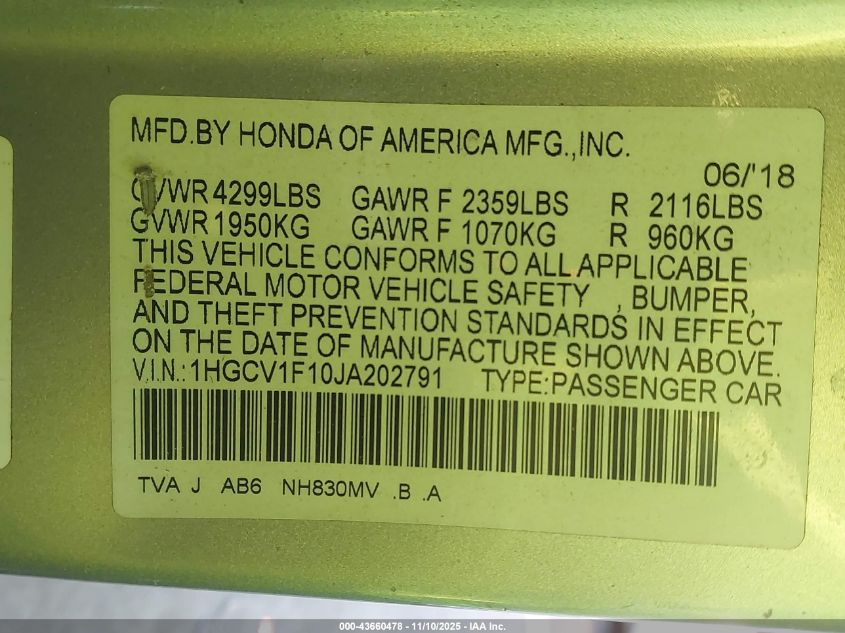 MFD.BY HONDA OF AMERICA MFG.,INC.
06/'18
GVWR 4299LBS GAWR F 2359LBS R 2116LBS
GVWR 1950KG GAWR F 1070KG R 960KG
THIS VEHICLE CONFORMS TO ALL APPLICABLE
FEDERAL MOTOR VEHICLE SAFETY , BUMPER,
AND THEFT PREVENTION STANDARDS IN EFFECT
ON THE DATE OF MANUFACTURE SHOWN ABOVE.
V.I.N.:1HGCV1F10JA202791 TYPE:PASSENGER CAR
TVA J AB6 NH830MV .B .A
000-43660478 - 11/10/2025 - IAA Inc.